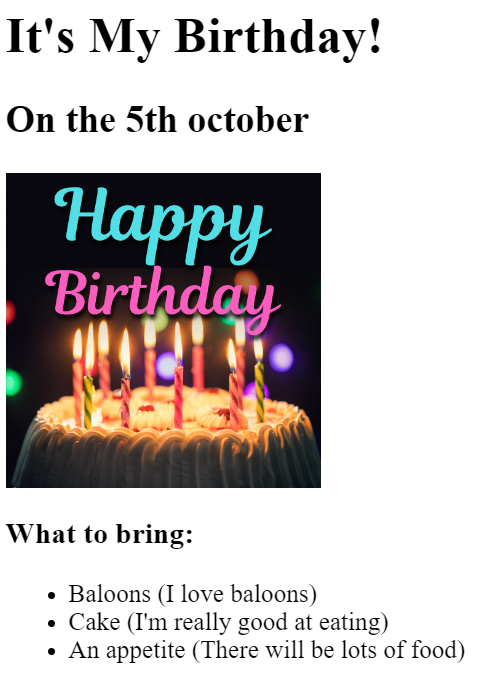 It's My Birthday!
On the 5th october
Happy
Birthday
What to bring:
Baloons (I love baloons)
Cake (I'm really good at eating)
An appetite (There will be lots of food)